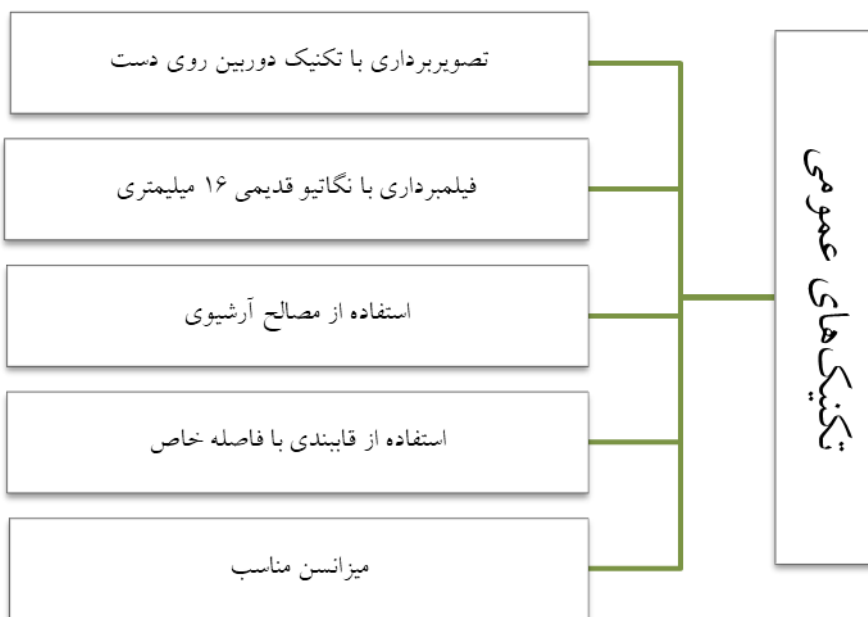 تکنیک‌های عمومی
تصویربرداری با تکنیک دوربین روی دست
فیلمبرداری با نگاتیو قدیمی ۱۶ میلیمتری
استفاده از مصالح آرشیوی
استفاده از قاببندی با فاصله خاص
میزانسن مناسب